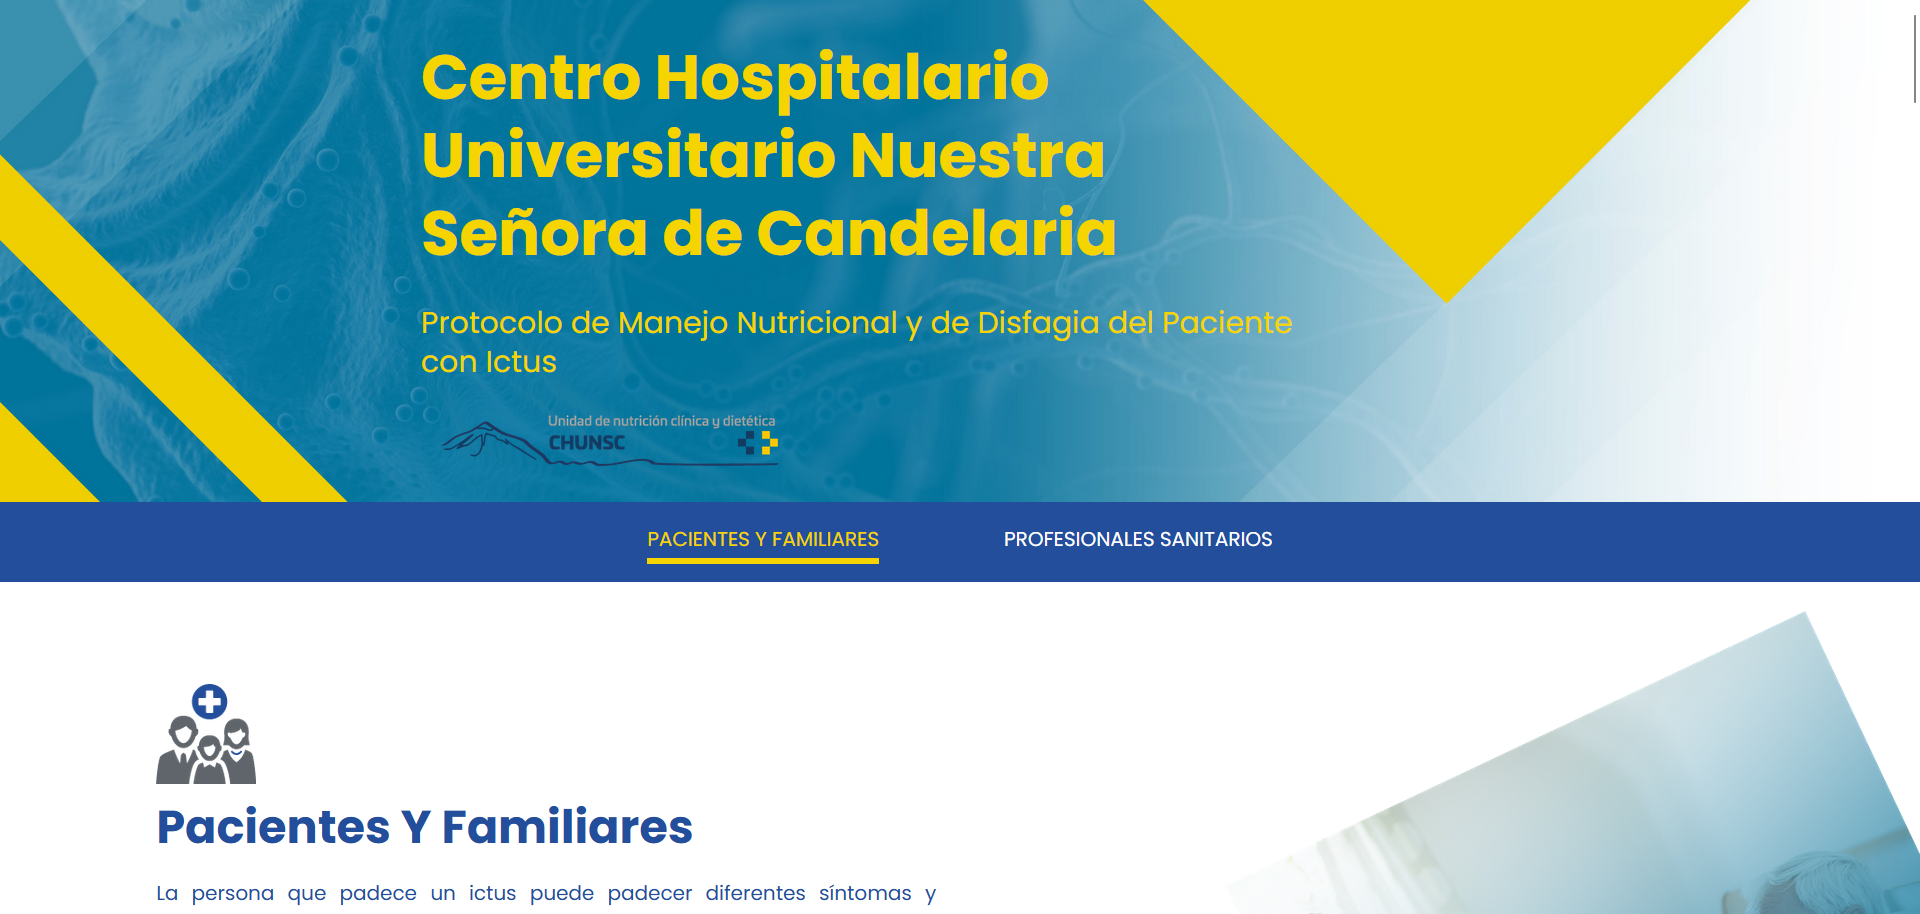 Centro Hospitalario
Universitario Nuestra
Señora de Candelaria
Protocolo de Manejo Nutricional y de Disfagia del Paciente
con Ictus
Unidad de nutrición clínica y dietética
CHUNSC
PACIENTES Y FAMILIARES
PROFESIONALES SANITARIOS
Pacientes Y Familiares
La persona que padece un ictus puede padecer diferentes síntomas y